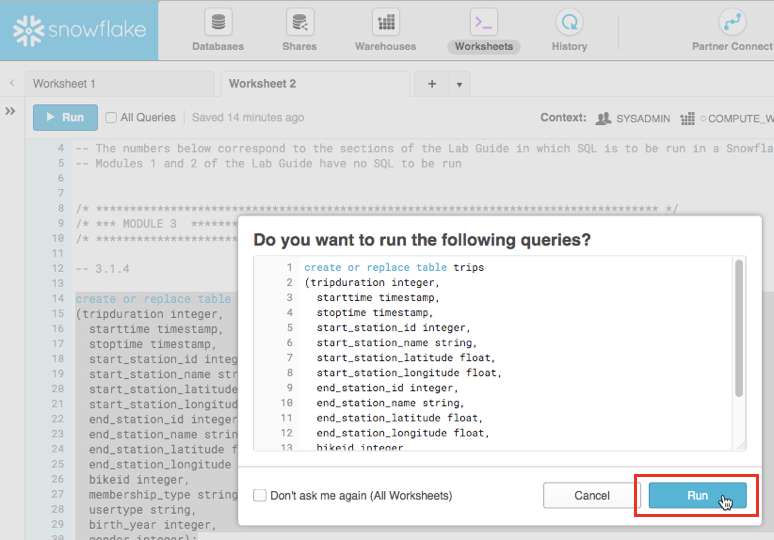 snowflake
Databases
Shares
Warehouses
Worksheets
History
Partner Connect
Worksheet 1
Worksheet 2
+
Run
All Queries
Saved 14 minutes ago
Context:
SYSADMIN
COMPUTE_W
4 -- The numbers below correspond to the sections of the Lab Guide in which SQL is to be run in a Snowfla
5 -- Modules 1 and 2 of the Lab Guide have no SQL to be run
6
7
8 /* ********************************************************************************* */
9 /* *** MODULE 3 *******
10 /* ***********************
11
12 -- 3.1.4
13
14 create or replace table
15 (tripduration integer,
16 starttime timestamp,
17 stoptime timestamp,
18 start_station_id integ
19 start_station_name str
20 start_station_latitude
21 start_station_longitud
22 end_station_id integer
23 end_station_name strin
24 end_station_latitude f
25 end_station_longitude
26 bikeid integer,
27 membership_type string
28 usertype string,
29 birth_year integer,
30 gender integer);
Do you want to run the following queries?
1 create or replace table trips
2 (tripduration integer,
3 starttime timestamp,
4 stoptime timestamp,
5 start_station_id integer,
6 start_station_name string,
7 start_station_latitude float,
8 start_station_longitude float,
9 end_station_id integer,
10 end_station_name string,
11 end_station_latitude float,
12 end_station_longitude float,
13 bikeid integer,
Don't ask me again (All Worksheets)
Cancel
Run